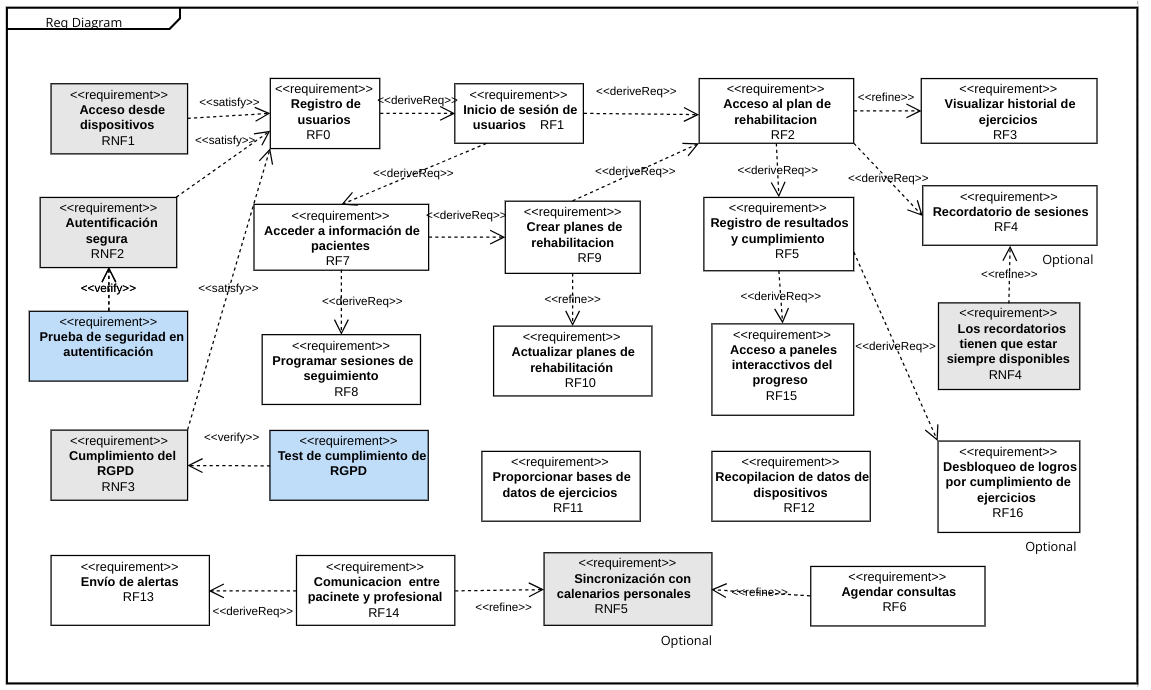 Req Diagram
<<requirement>>
Acceso desde
dispositivos
RNF1
<<satisfy>>
<<requirement>>
Registro de
usuarios
RF0
<<deriveReq>>
<<requirement>>
Inicio de sesión de
usuarios RF1
<<deriveReq>>
<<requirement>>
Acceso al plan de
rehabilitacion
RF2
<<refine>>
<<requirement>>
Visualizar historial de
ejercicios
RF3
<<satisfy>>
<<deriveReq>>
<<deriveReq>>
<<deriveReq>>
<<deriveReq>>
<<requirement>>
Autentificación
segura
RNF2
<<requirement>>
Acceder a información de
pacientes
RF7
<<deriveReq>>
<<requirement>>
Crear planes de
rehabilitacion
RF9
<<requirement>>
Registro de resultados
y cumplimiento
RF5
<<requirement>>
Recordatorio de sesiones
RF4
Optional
<<verify>>
<<satisfy>>
<<deriveReq>>
<<refine>>
<<deriveReq>>
<<refine>>
<<requirement>>
Prueba de seguridad en
autentificación
<<requirement>>
Programar sesiones de
seguimiento
RF8
<<requirement>>
Actualizar planes de
rehabilitación
RF10
<<requirement>>
Acceso a paneles
interacctivos del
progreso
RF15
<<deriveReq>>
<<requirement>>
Los recordatorios
tienen que estar
siempre disponibles
RNF4
<<requirement>>
Cumplimiento del
RGPD
RNF3
<<verify>>
<<requirement>>
Test de cumplimiento de
RGPD
<<requirement>>
Proporcionar bases de
datos de ejercicios
RF11
<<requirement>>
Recopilacion de datos de
dispositivos
RF12
<<requirement>>
Desbloqueo de logros
por cumplimiento de
ejercicios
RF16
Optional
<<requirement>>
Envío de alertas
RF13
<<deriveReq>>
<<requirement>>
Comunicacion entre
pacinete y profesional
RF14
<<refine>>
<<requirement>>
Sincronización con
calenarios personales
RNF5
Optional
<<refine>>
<<requirement>>
Agendar consultas
RF6